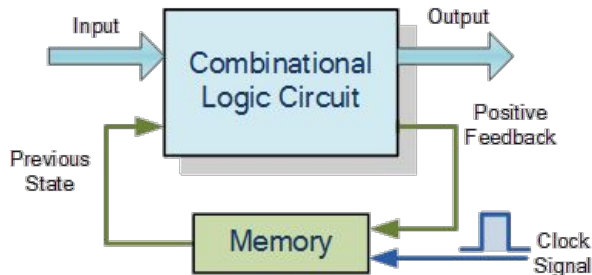 Input
Output
Combinational
Logic Circuit
Positive
Feedback
Previous
State
Memory
Clock
Signal